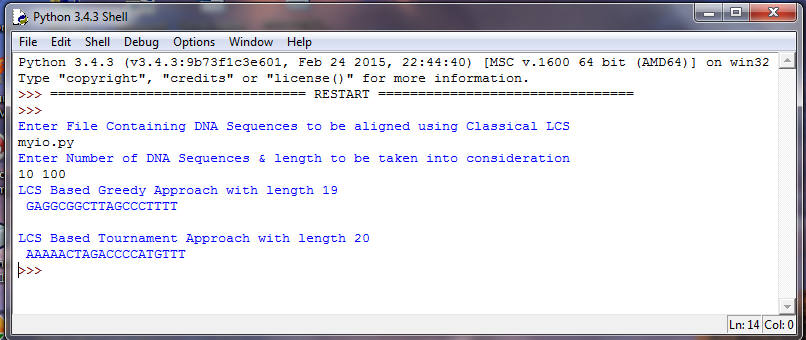 Python 3.4.3 Shell
File Edit Shell Debug Options Window Help
Python 3.4.3 (v3.4.3:9b73f1c3e601, Feb 24 2015, 22:44:40) [MSC v.1600 64 bit (AMD64)] on win32
Type "copyright", "credits" or "license()" for more information.
>>> ================================ RESTART ================================
>>>
Enter File Containing DNA Sequences to be aligned using Classical LCS
myio.py
Enter Number of DNA Sequences & length to be taken into consideration
10 100
LCS Based Greedy Approach with length 19
GAGGCGGCTTAGCCCTTTT
LCS Based Tournament Approach with length 20
AAAAACTAGACCCCATGTTT
>>>
Ln: 14 Col: 0